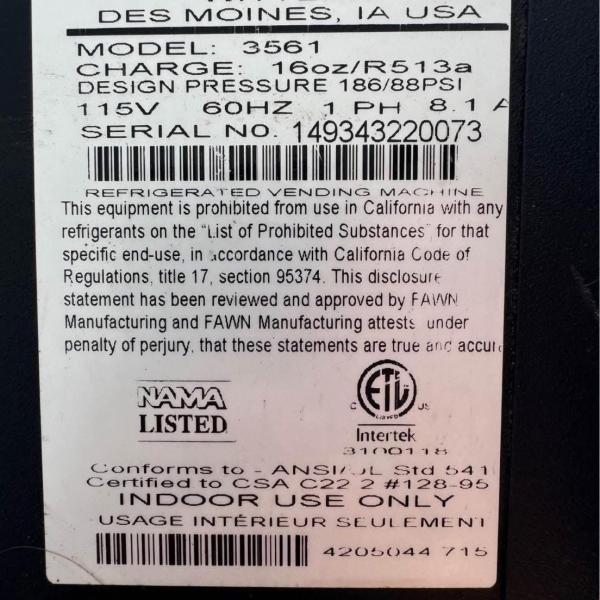 DES MOINES, IA USA
MODEL: 3561
CHARGE: 16oz/R513a
DESIGN PRESSURE 186/88PSI
115V 60HZ 1 PH 8.1 A
SERIAL No. 149343220073
REFRIGERATED VENDING MACHINE
This equipment is prohibited from use in California with any
refrigerants on the "List of Prohibited Substances" for that
specific end-use, in accordance with California Code of
Regulations, title 17, section 95374. This disclosure
statement has been reviewed and approved by FAWN
Manufacturing and FAWN Manufacturing attests under
penalty of perjury, that these statements are true and
NAMA
LISTED
ETL
LISTED
C US
Intertek
3100118
Conforms to - ANSI/UL Std 541
Certified to CSA C22 2 #128-95
INDOOR USE ONLY
USAGE INTÉRIEUR SEULEMENT
4205044 715